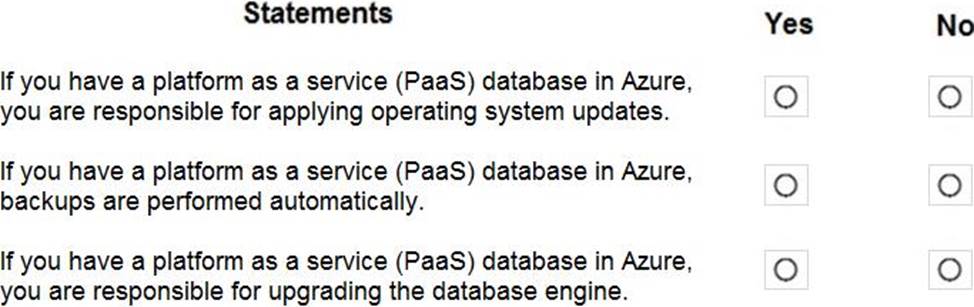 Statements Yes No
If you have a platform as a service (PaaS) database in Azure,
you are responsible for applying operating system updates.
If you have a platform as a service (PaaS) database in Azure,
backups are performed automatically.
If you have a platform as a service (PaaS) database in Azure,
you are responsible for upgrading the database engine.